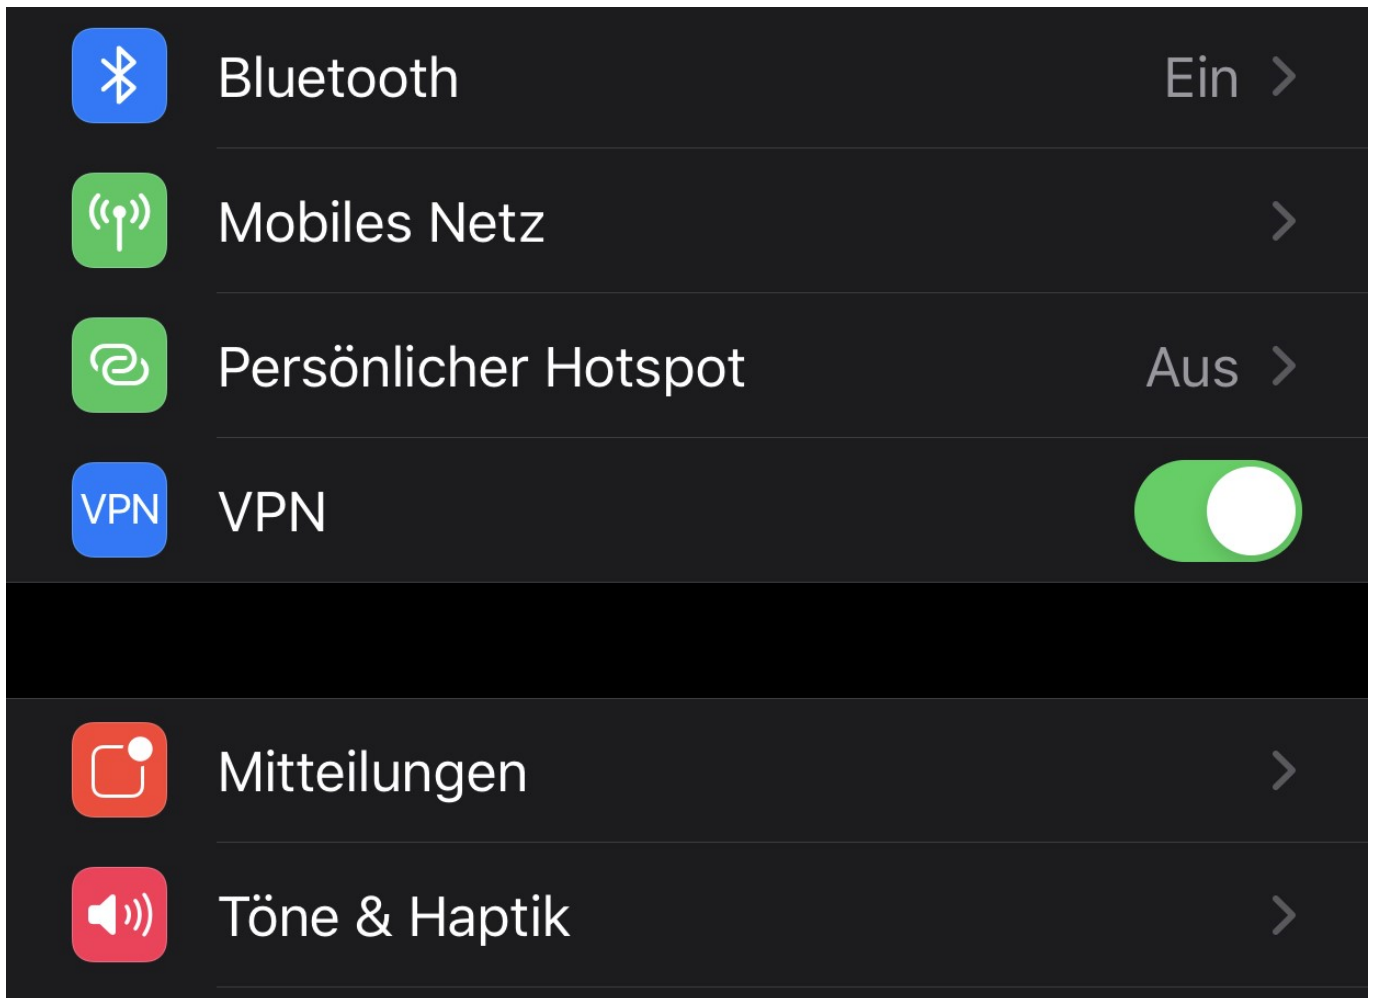 Bluetooth Ein
Mobiles Netz
Persönlicher Hotspot Aus
VPN VPN
Mitteilungen
Töne & Haptik